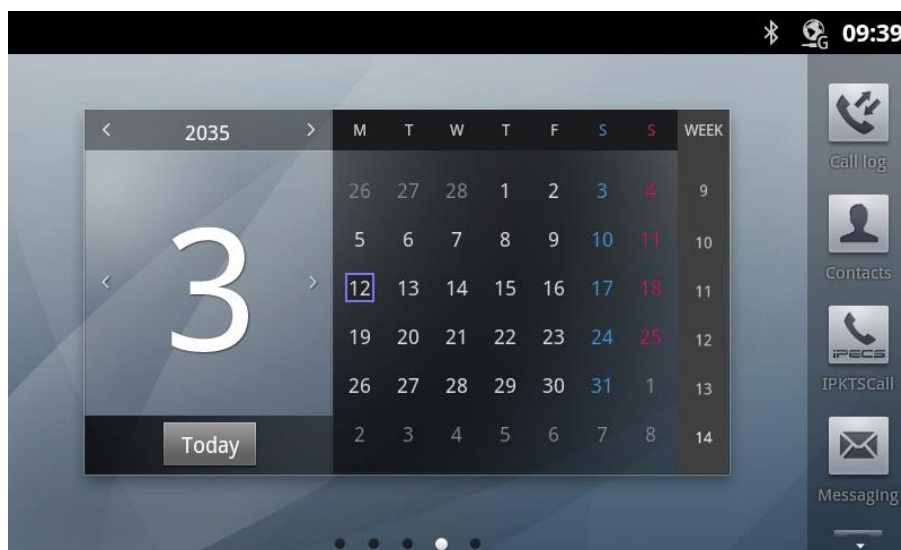 G 09:39
< 2035 > M T W T F S S WEEK
26 27 28 1 2 3 4 9
5 6 7 8 9 10 11 10
< 3 >
12 13 14 15 16 17 18 11
19 20 21 22 23 24 25 12
26 27 28 29 30 31 1 13
Today
2 3 4 5 6 7 8 14
Call log
Contacts
iPECS
IPKTSCall
Messaging